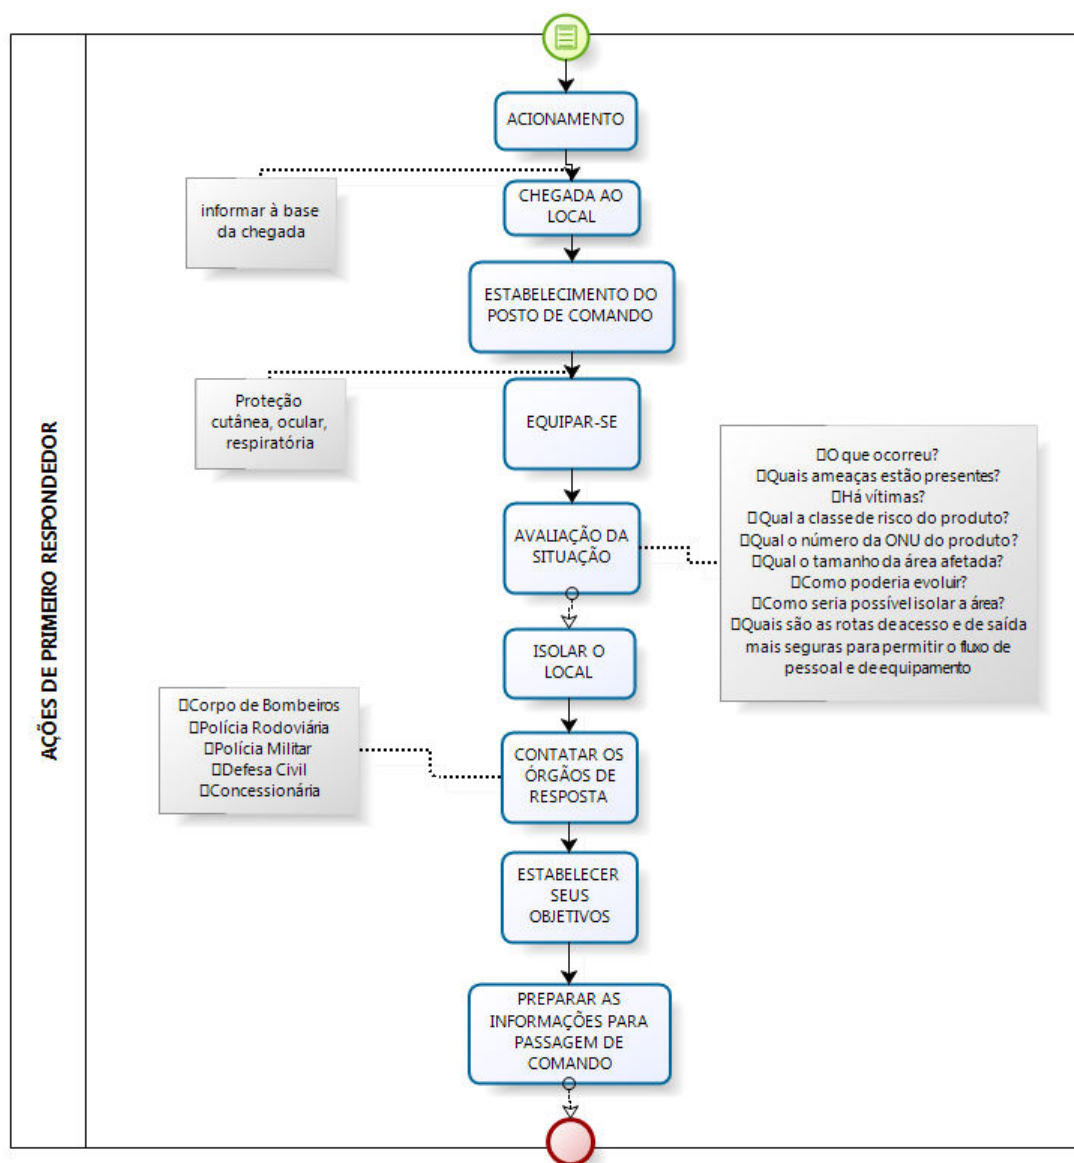 AÇÕES DE PRIMEIRO RESPONDEDOR
ACIONAMENTO
informar à base
da chegada
CHEGADA AO
LOCAL
ESTABELECIMENTO DO
POSTO DE COMANDO
Proteção
cutânea, ocular,
respiratória
EQUIPAR-SE
AVALIAÇÃO DA
SITUAÇÃO
▯O que ocorreu?
▯Quais ameaças estão presentes?
▯Há vítimas?
▯Qual a classe de risco do produto?
▯Qual o número da ONU do produto?
▯Qual o tamanho da área afetada?
▯Como poderia evoluir?
▯Como seria possível isolar a área?
▯Quais são as rotas de acesso e de saída
mais seguras para permitir o fluxo de
pessoal e de equipamento
ISOLAR O
LOCAL
▯Corpo de Bombeiros
▯Polícia Rodoviária
▯Polícia Militar
▯Defesa Civil
▯Concessionária
CONTATAR OS
ÓRGÃOS DE
RESPOSTA
ESTABELECER
SEUS
OBJETIVOS
PREPARAR AS
INFORMAÇÕES PARA
PASSAGEM DE
COMANDO